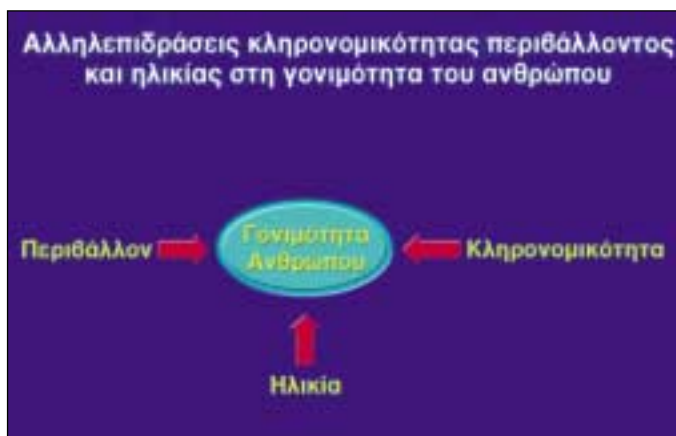 Αλληλεπιδράσεις κληρονομικότητας περιβάλλοντος
και ηλικίας στη γονιμότητα του ανθρώπου
Περιβάλλον
Γονιμότητα
Ανθρώπου
Κληρονομικότητα
Ηλικία